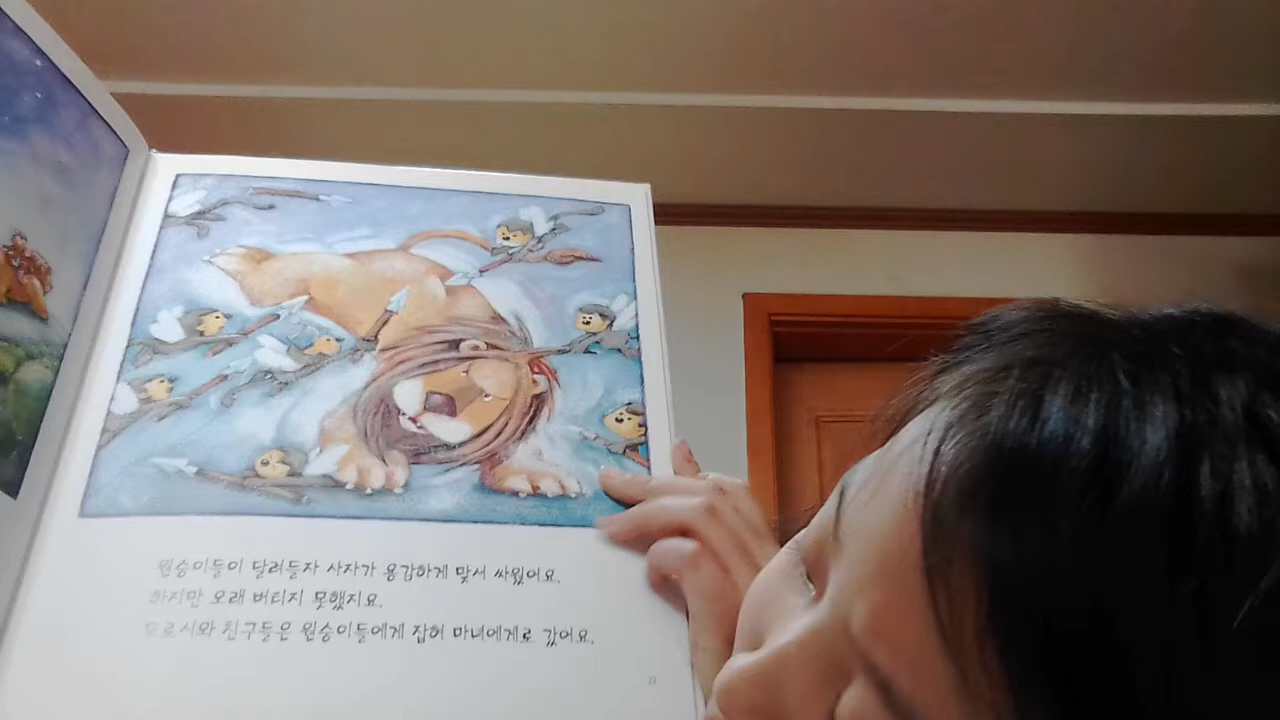 원숭이들이 달려들자 사자가 용감하게 맞서 싸웠어요.
하지만 오래 버티지 못했지요.
도로시와 친구들은 원숭이들에게 잡혀 마녀에게로 갔어요.
21